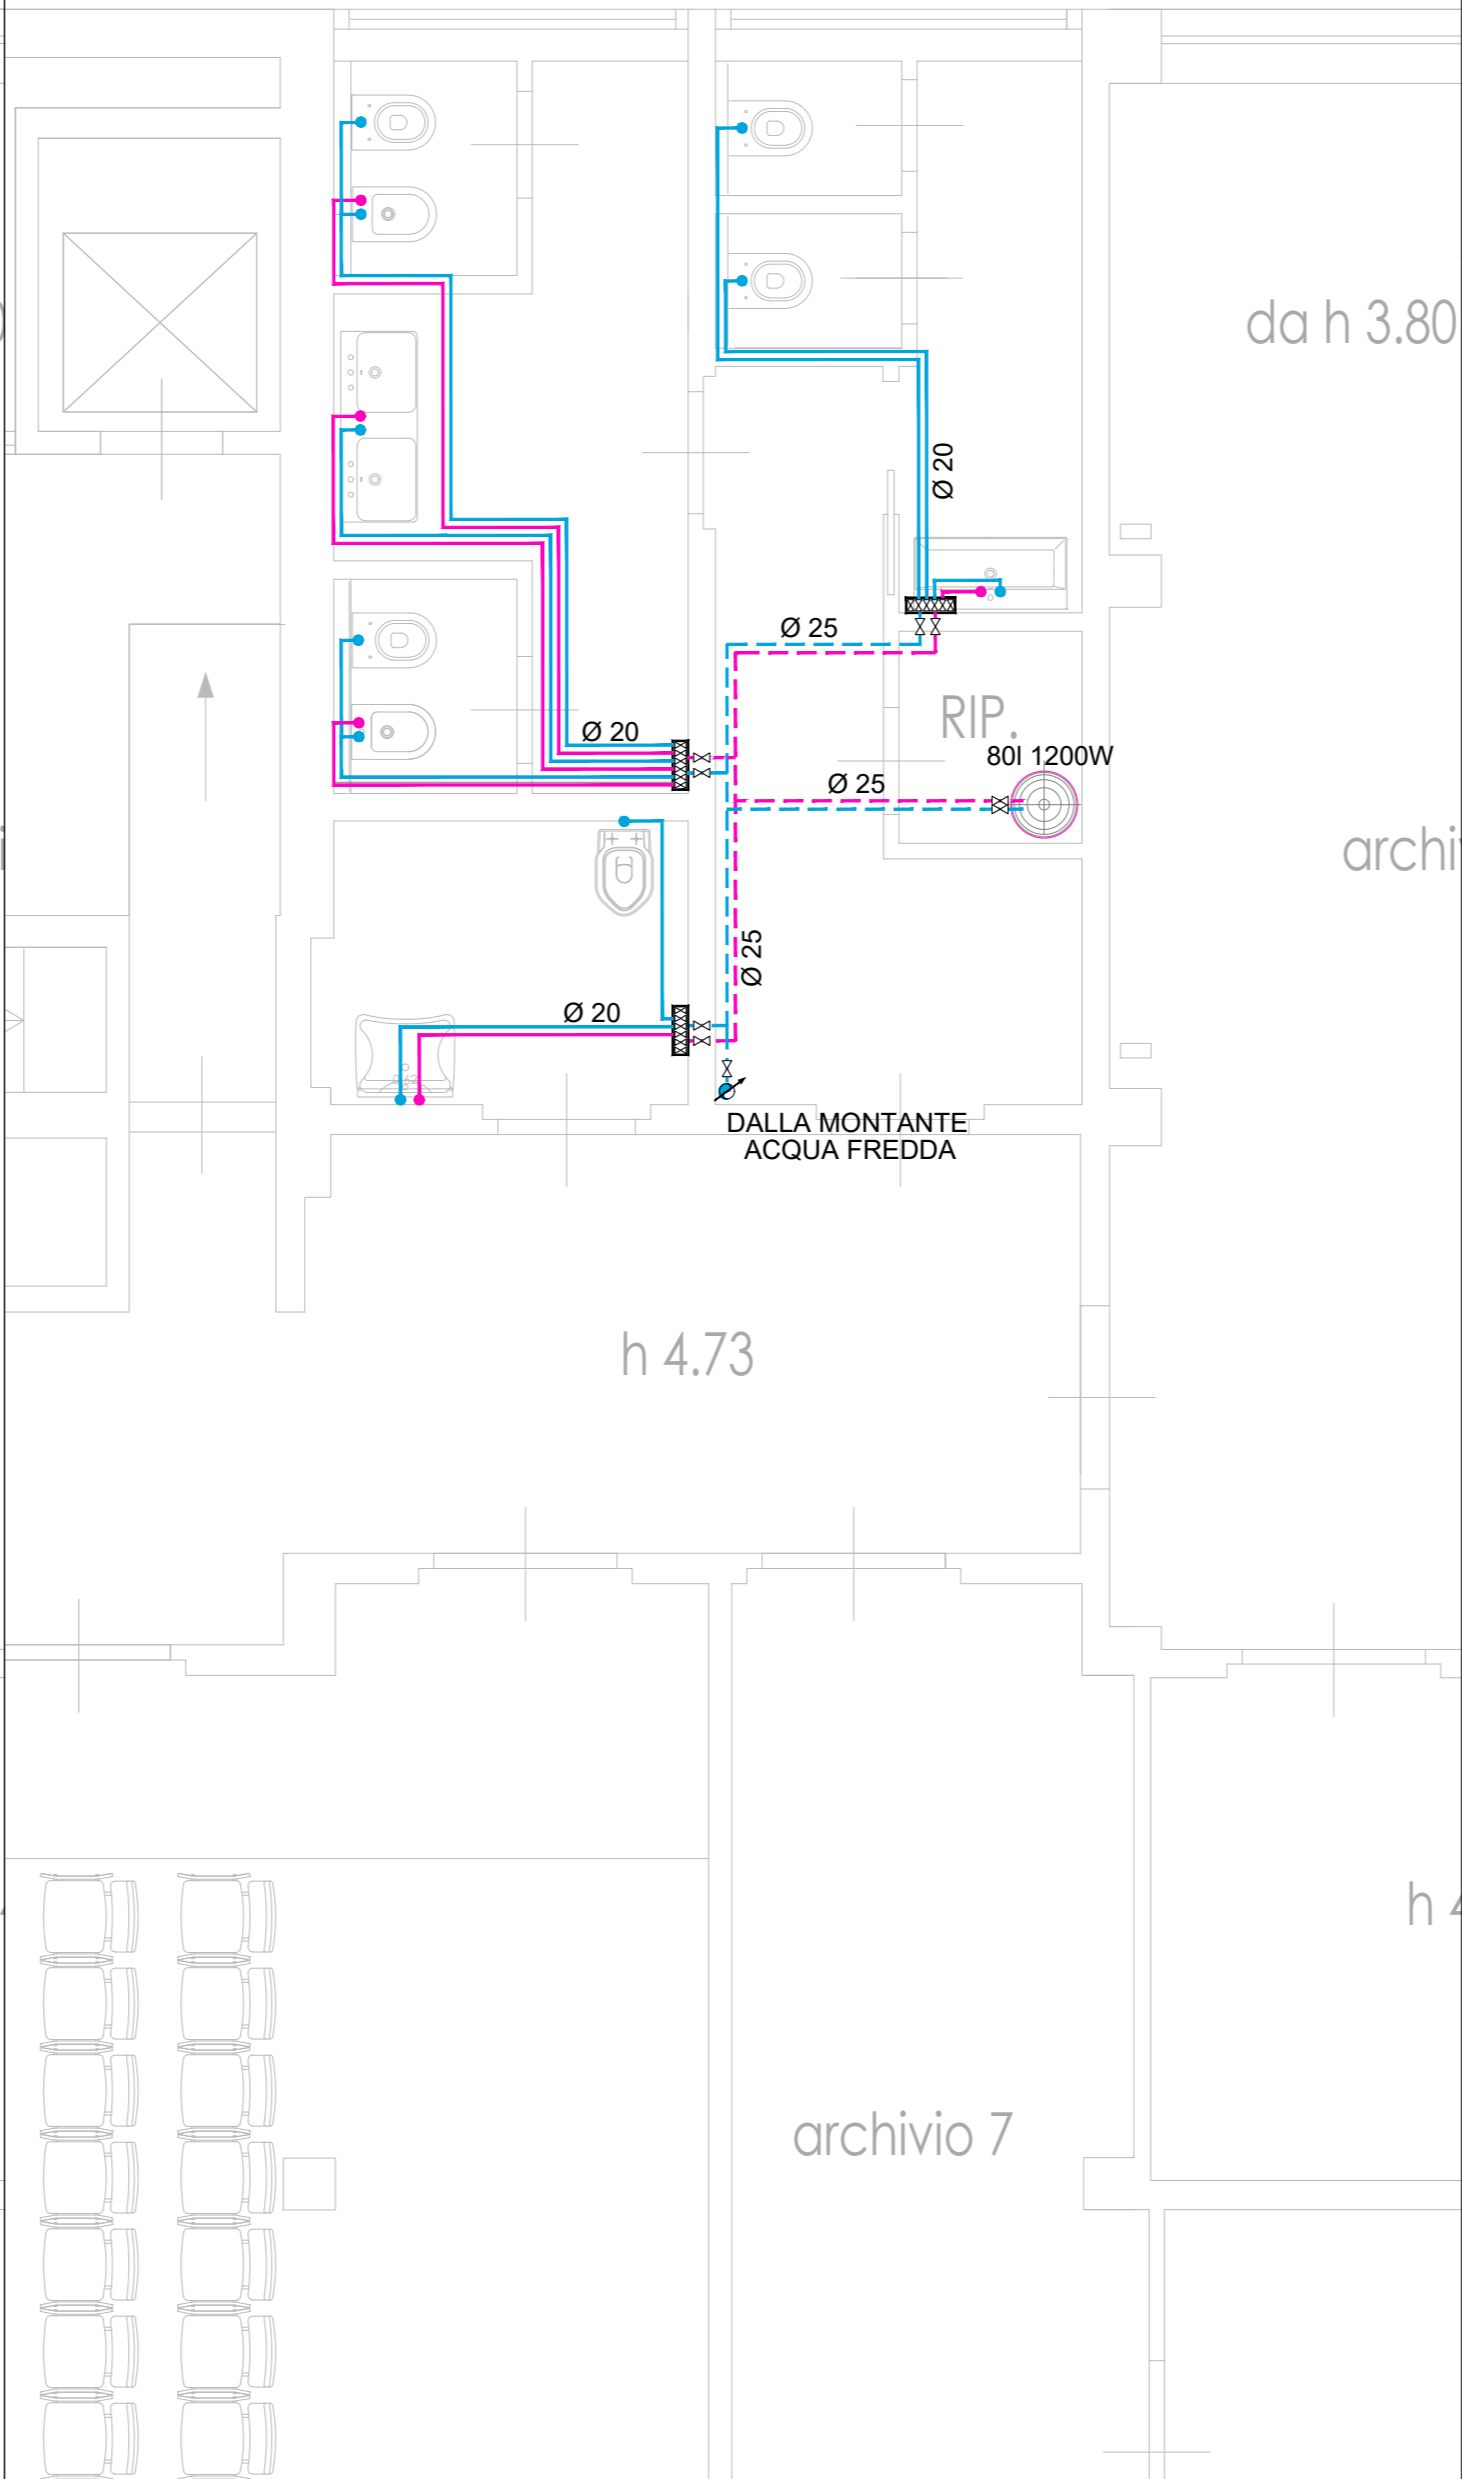 da h 3.80
Ø 20
Ø 25
RIP.
Ø 20
80l 1200W
Ø 25
archi
Ø 25
Ø 20
DALLA MONTANTE
ACQUA FREDDA
h 4.73
h 4
archivio 7